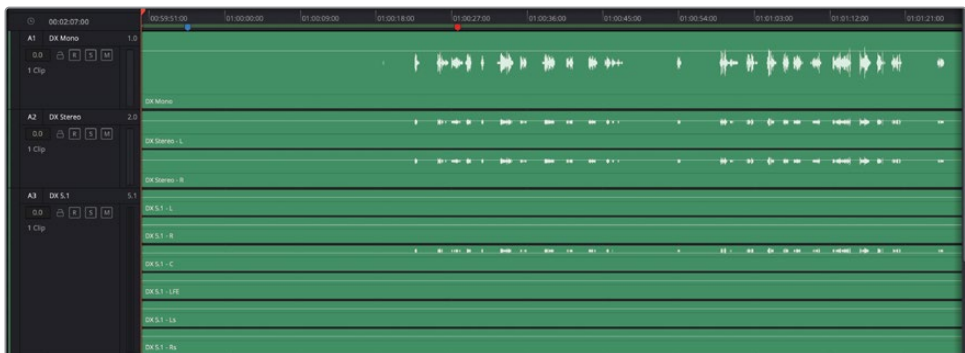 00:02:07:00
00:59:51:00 01:00:00:00 01:00:09:00 01:00:18:00 01:00:27:00 01:00:36:00 01:00:45:00 01:00:54:00 01:01:03:00 01:01:12:00 01:01:21:00
A1 DX Mono 1.0
0.0 R S M
1 Clip
DX Mono
A2 DX Stereo 2.0
0.0 R S M
1 Clip
DX Stereo - L
DX Stereo - R
A3 DX 5.1 5.1
0.0 R S M
1 Clip
DX 5.1 - L
DX 5.1 - R
DX 5.1 - C
DX 5.1 - LFE
DX 5.1 - Ls
DX 5.1 - Rs